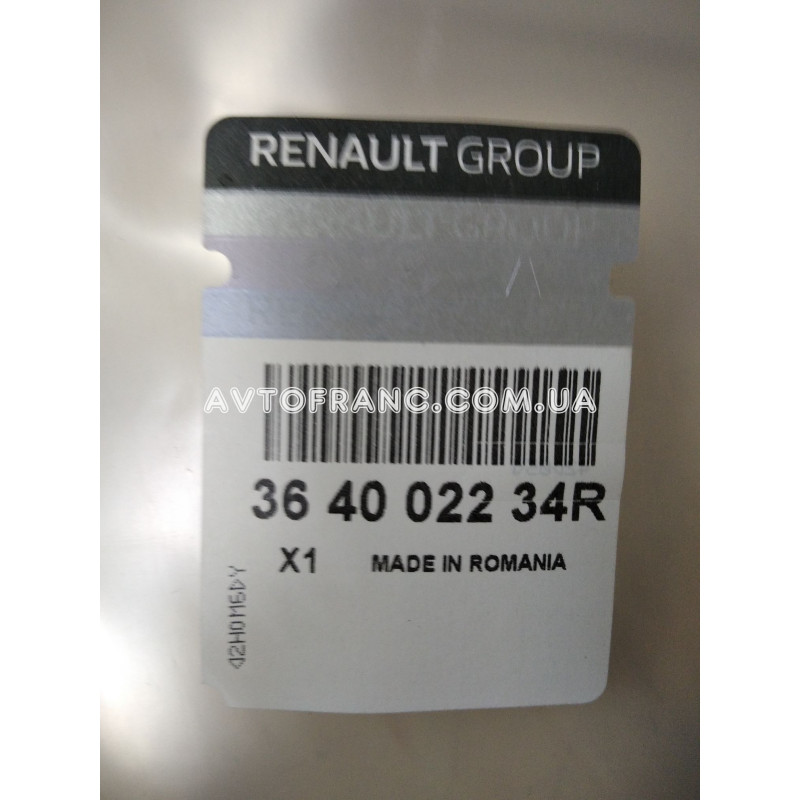 RENAULT GROUP
AVTOFRANC.COM.UA
36 40 022 34R
X1 MADE IN ROMANIA